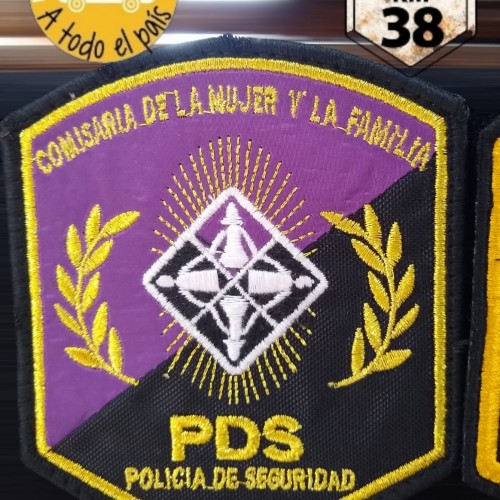 A todo el país
38
COMISARIA DE LA MUJER Y LA FAMILIA
PDS
POLICIA DE SEGURIDAD